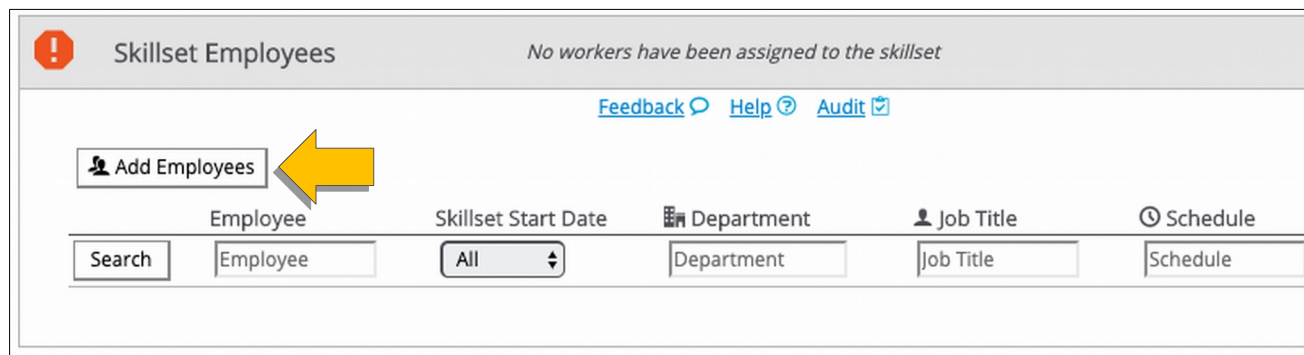 Skillset Employees No workers have been assigned to the skillset
Feedback Help Audit
Add Employees
Employee Skillset Start Date Department Job Title Schedule
Search Employee All Department Job Title Schedule